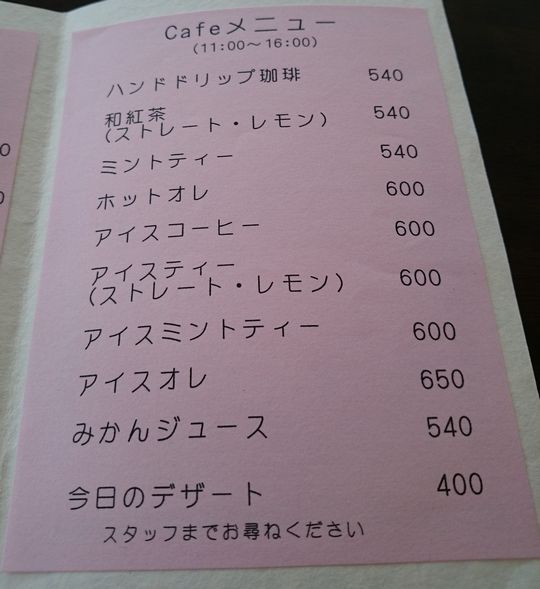 Cafeメニュー
(11:00～16:00)
ハンドドリップ珈琲 540
和紅茶 540
(ストレート・レモン)
ミントティー 540
ホットオレ 600
アイスコーヒー 600
アイスティー 600
(ストレート・レモン)
アイスミントティー 600
アイスオレ 650
みかんジュース 540
今日のデザート 400
スタッフまでお尋ねください